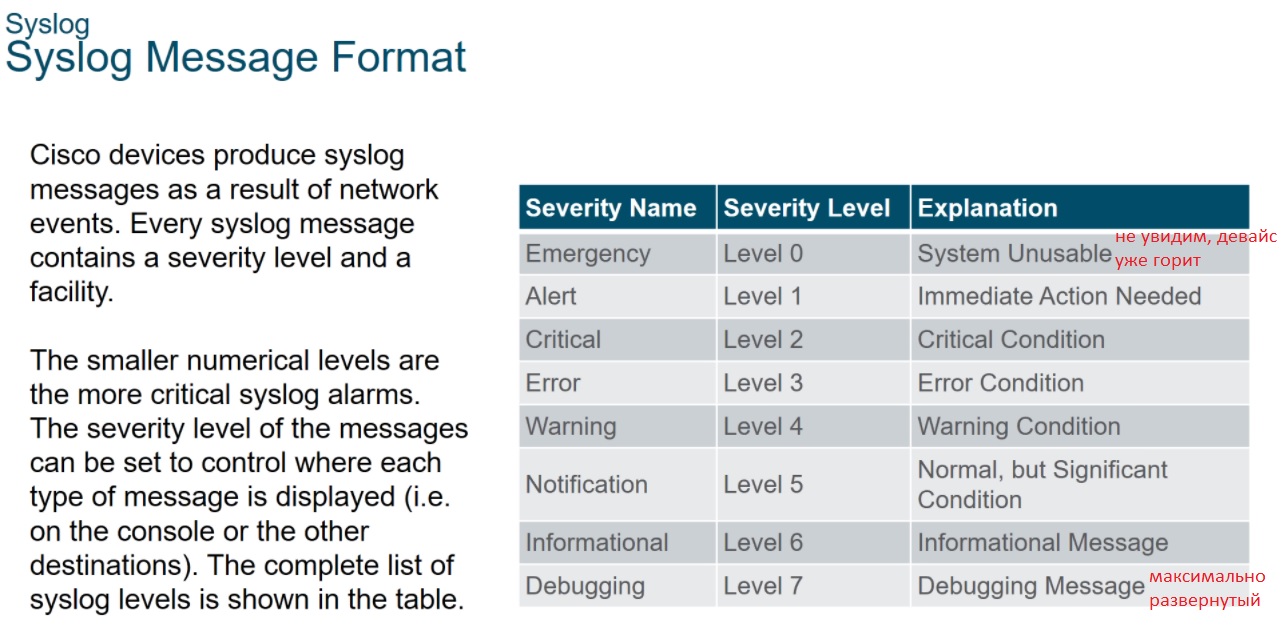 Syslog
Syslog Message Format
Cisco devices produce syslog
messages as a result of network
events. Every syslog message
contains a severity level and a
facility.
The smaller numerical levels are
the more critical syslog alarms.
The severity level of the messages
can be set to control where each
type of message is displayed (i.e.
on the console or the other
destinations). The complete list of
syslog levels is shown in the table.
Severity Name Severity Level Explanation
Emergency Level 0 System Unusable не увидим, девайс
уже горит
Alert Level 1 Immediate Action Needed
Critical Level 2 Critical Condition
Error Level 3 Error Condition
Warning Level 4 Warning Condition
Notification Level 5 Normal, but Significant
Condition
Informational Level 6 Informational Message
Debugging Level 7 Debugging Message максимально
развернутый